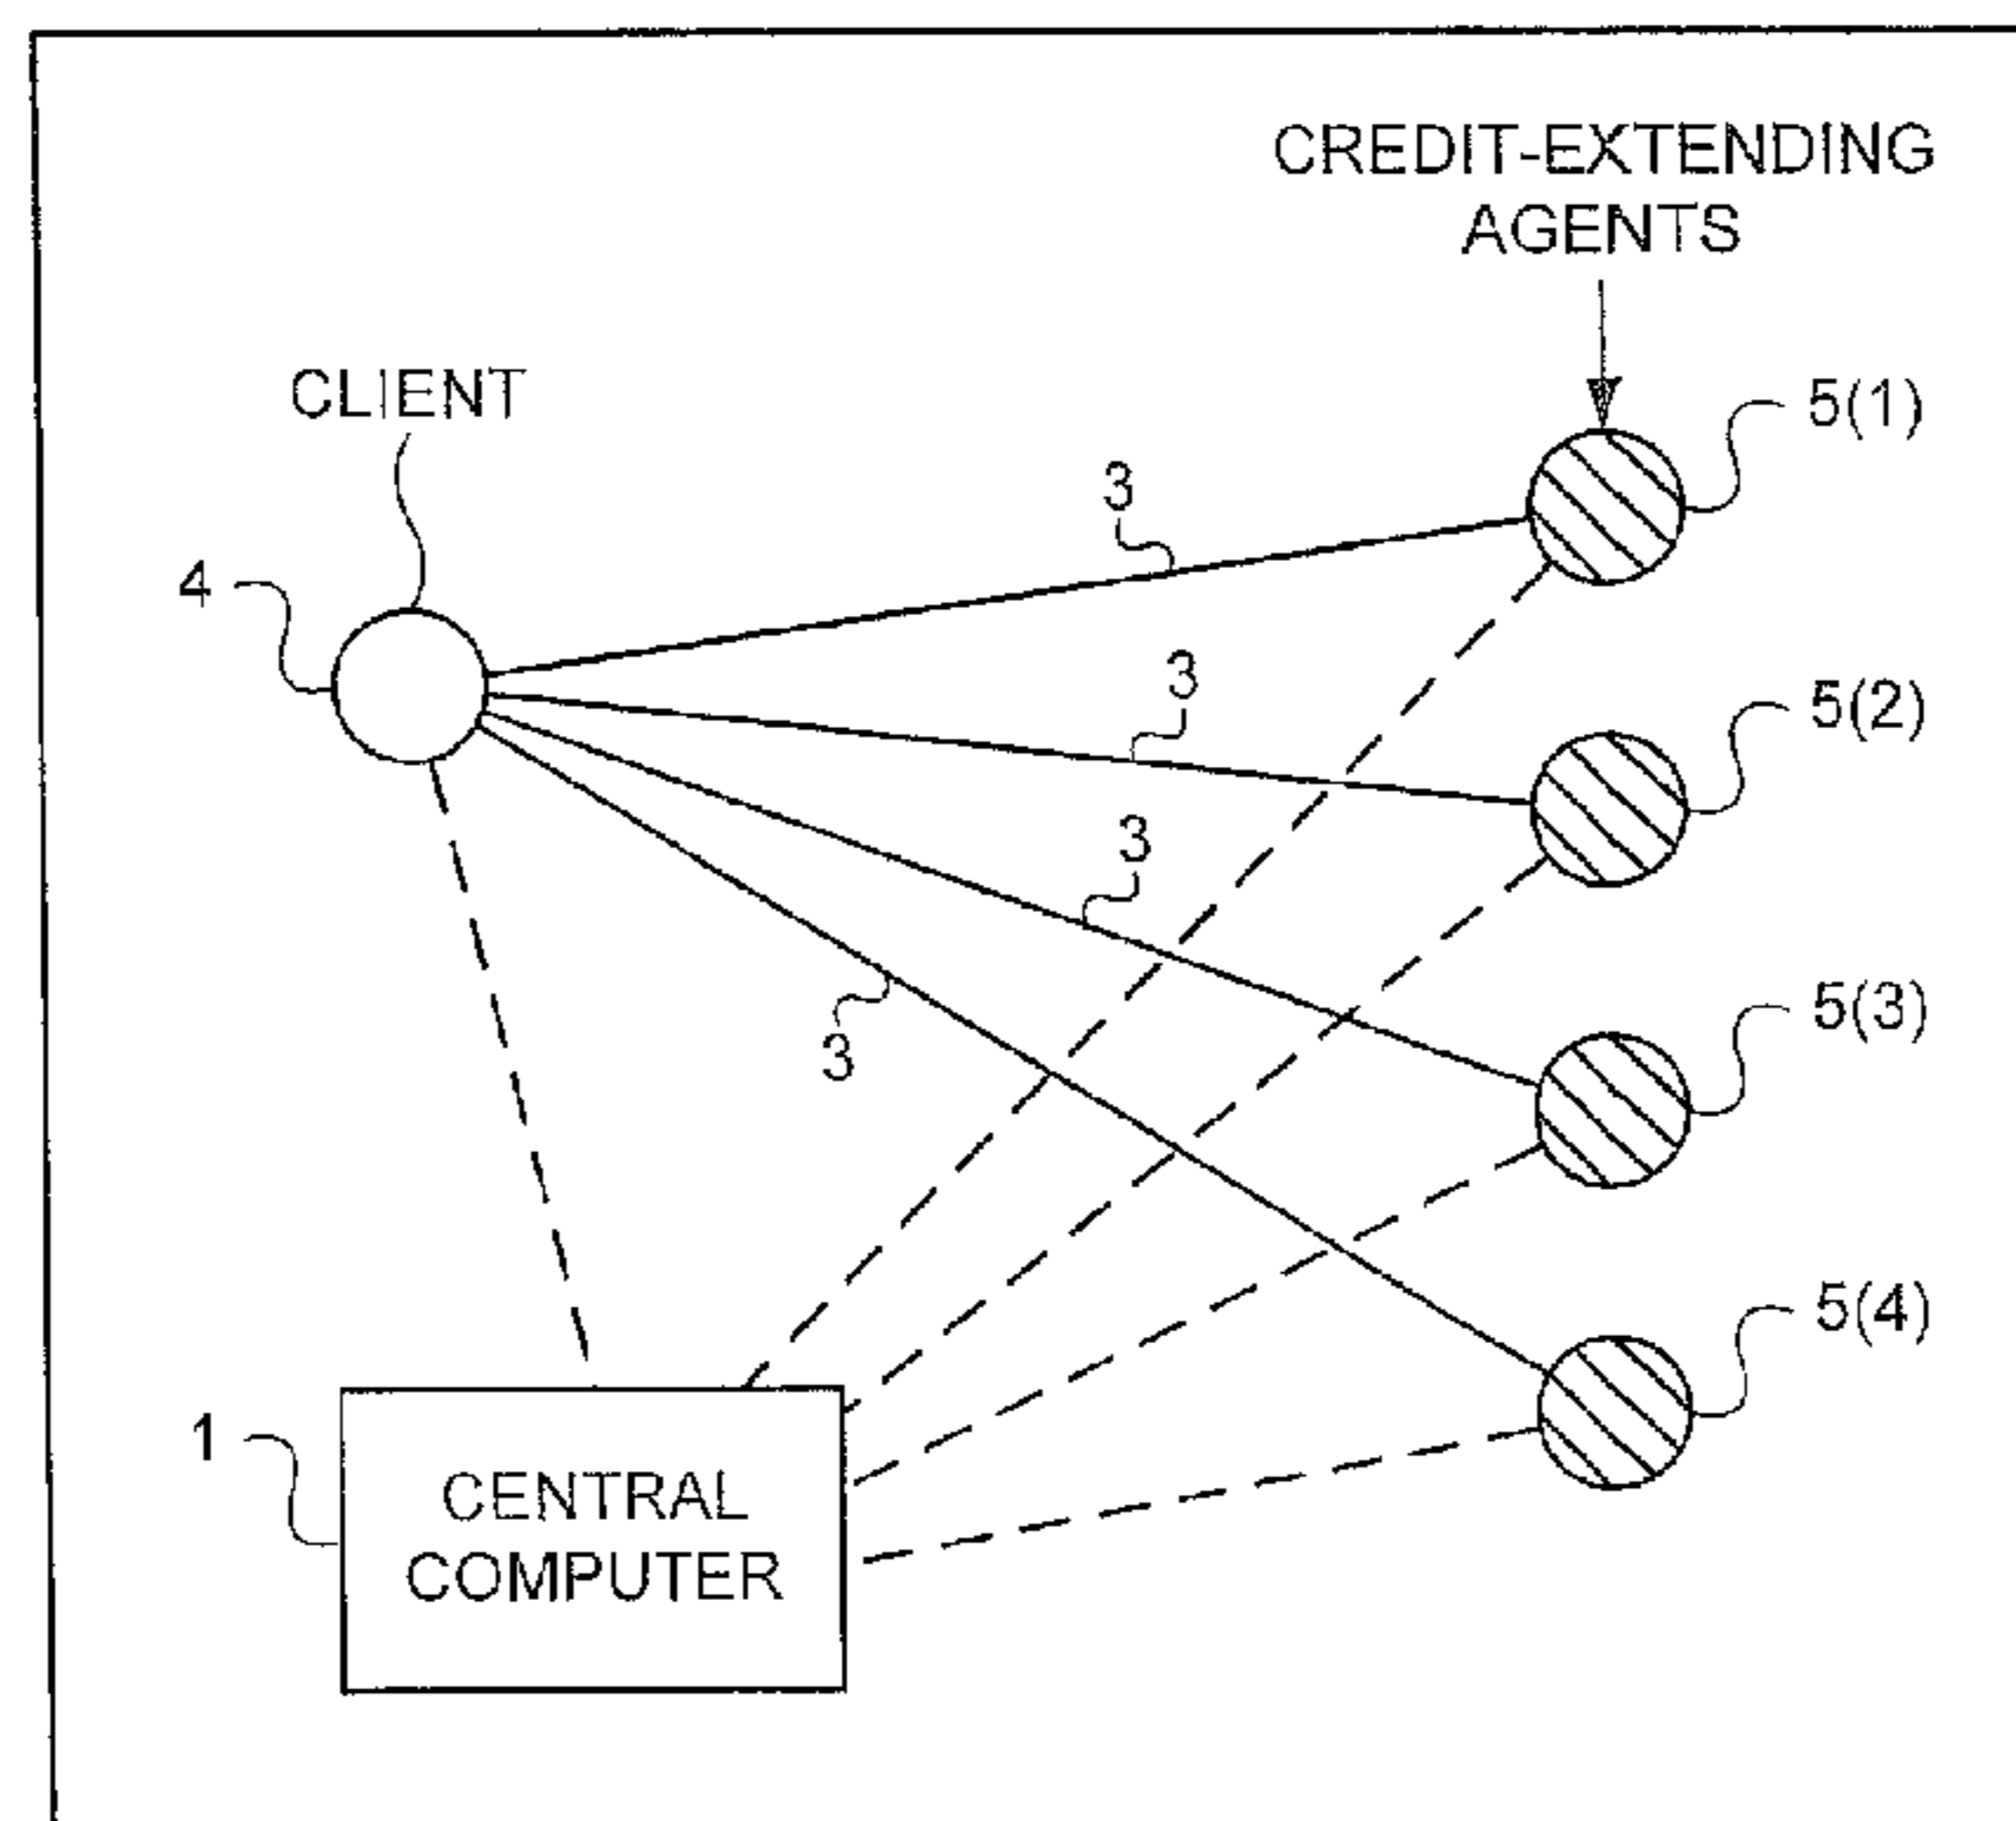 CREDIT-EXTENDING
AGENTS
CLIENT
5(1)
3
4
3
5(2)
3
5(3)
3
5(4)
1
CENTRAL
COMPUTER